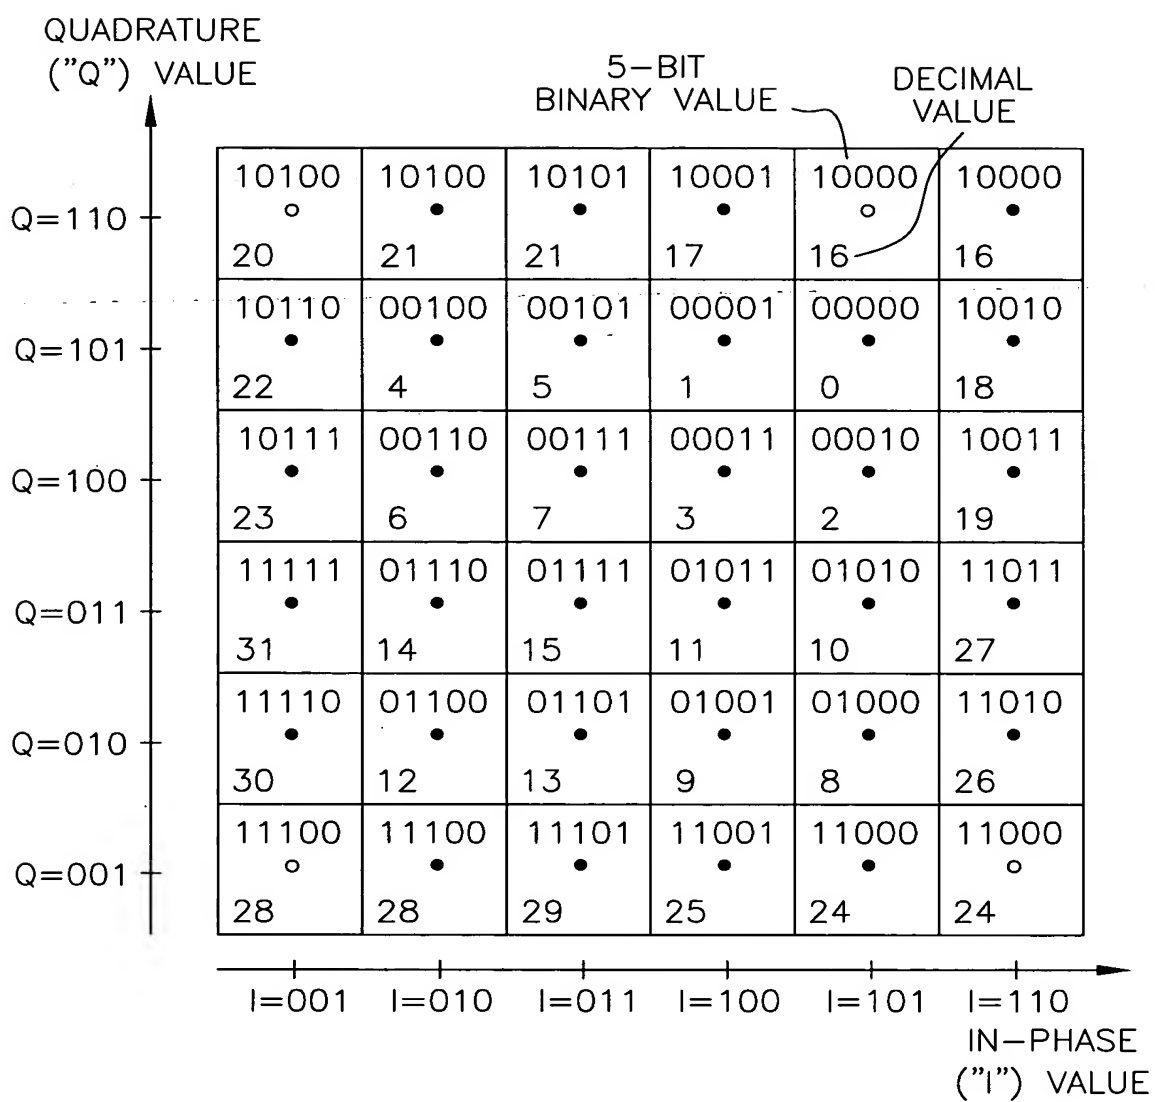 QUADRATURE
("Q") VALUE
5-BIT
BINARY VALUE
DECIMAL
VALUE
Q=110
10100 10100 10101 10001 10000 10000
20 21 21 17 16 16
Q=101
10110 00100 00101 00001 00000 10010
22 4 5 1 0 18
Q=100
10111 00110 00111 00011 00010 10011
23 6 7 3 2 19
Q=011
11111 01110 01111 01011 01010 11011
31 14 15 11 10 27
Q=010
11110 01100 01101 01001 01000 11010
30 12 13 9 8 26
Q=001
11100 11100 11101 11001 11000 11000
28 28 29 25 24 24
I=001 I=010 I=011 I=100 I=101 I=110
IN-PHASE
("I") VALUE